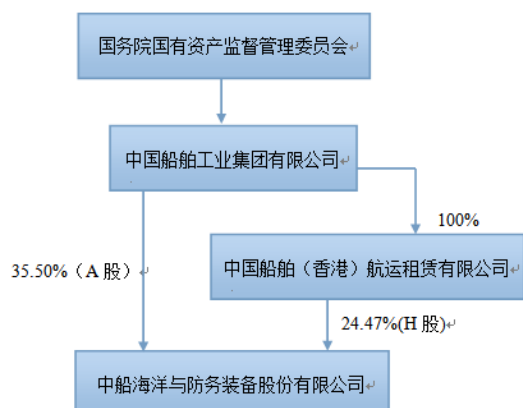 国务院国有资产监督管理委员会
中国船舶工业集团有限公司
100%
35.50%（A 股）
中国船舶（香港）航运租赁有限公司
24.47%(H 股)
中船海洋与防务装备股份有限公司